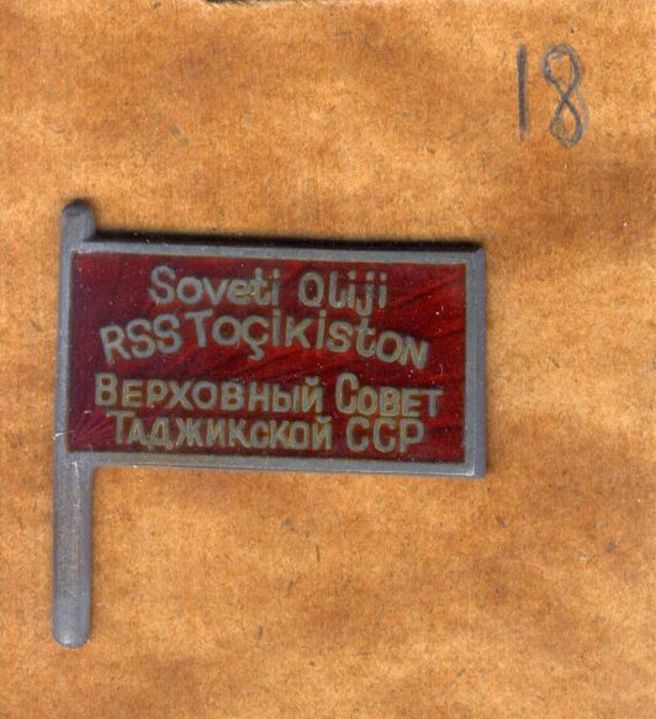 18
Soveti Oliji
RSS Toçikiston
Верховный Совет
Таджикской ССР